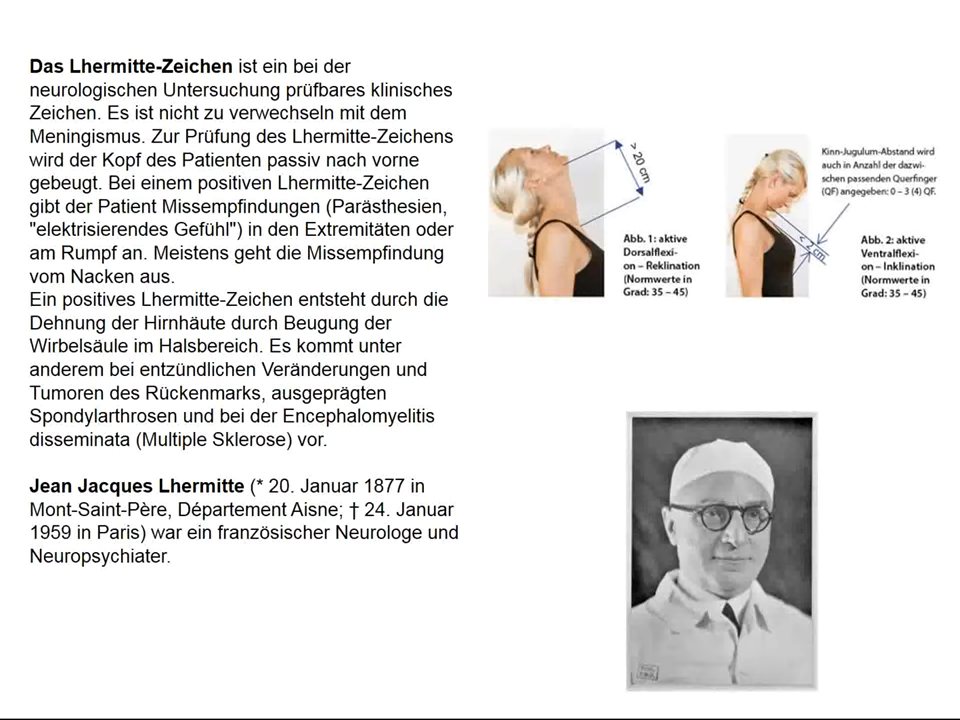 Das Lhermitte-Zeichen ist ein bei der
neurologischen Untersuchung prüfbares klinisches
Zeichen. Es ist nicht zu verwechseln mit dem
Meningismus. Zur Prüfung des Lhermitte-Zeichens
wird der Kopf des Patienten passiv nach vorne
gebeugt. Bei einem positiven Lhermitte-Zeichen
gibt der Patient Missempfindungen (Parästhesien,
"elektrisierendes Gefühl") in den Extremitäten oder
am Rumpf an. Meistens geht die Missempfindung
vom Nacken aus.
Ein positives Lhermitte-Zeichen entsteht durch die
Dehnung der Hirnhäute durch Beugung der
Wirbelsäule im Halsbereich. Es kommt unter
anderem bei entzündlichen Veränderungen und
Tumoren des Rückenmarks, ausgeprägten
Spondylarthrosen und bei der Encephalomyelitis
disseminata (Multiple Sklerose) vor.
Jean Jacques Lhermitte (* 20. Januar 1877 in
Mont-Saint-Père, Département Aisne; † 24. Januar
1959 in Paris) war ein französischer Neurologe und
Neuropsychiater.
> 20 cm
Abb. 1: aktive
Dorsalflexi-
on – Reklination
(Normwerte in
Grad: 35 – 45)
Kinn-Jugulum-Abstand wird
auch in Anzahl der dazwi-
schen passenden Querfinger
(QF) angegeben: 0 – 3 (4) QF.
< 2 cm
Abb. 2: aktive
Ventralflexi-
on – Inklination
(Normwerte in
Grad: 35 – 45)